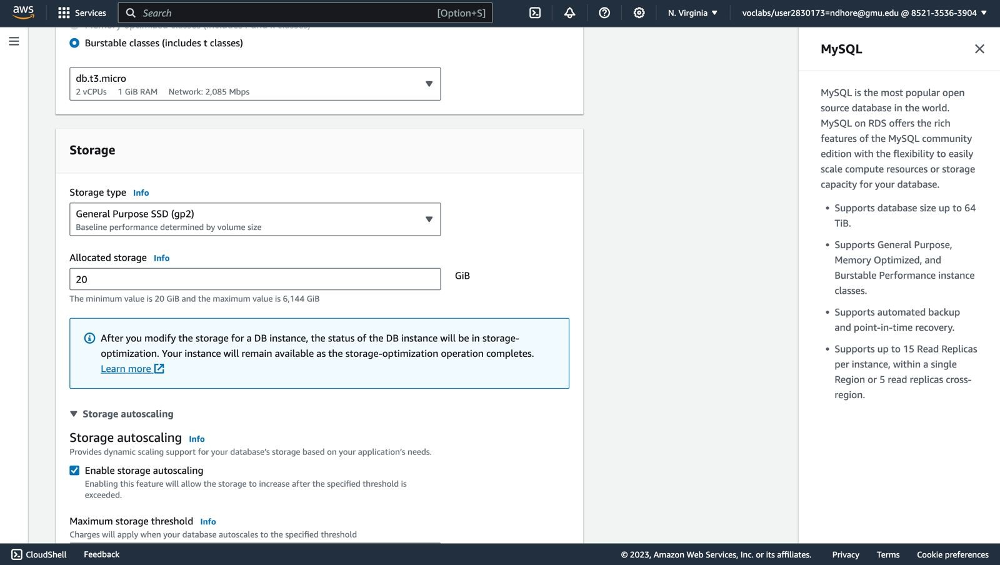 aws
Services
Search
[Option+S]
N. Virginia
voclabs/user2830173=ndhore@gmu.edu @ 8521-3536-3904
Memory optimized classes (includes r and x classes)
Burstable classes (includes t classes)
db.t3.micro
2 vCPUs 1 GiB RAM Network: 2,085 Mbps
Storage
Storage type Info
General Purpose SSD (gp2)
Baseline performance determined by volume size
Allocated storage Info
20
GiB
The minimum value is 20 GiB and the maximum value is 6,144 GiB
After you modify the storage for a DB instance, the status of the DB instance will be in storage-
optimization. Your instance will remain available as the storage-optimization operation completes.
Learn more
Storage autoscaling
Storage autoscaling Info
Provides dynamic scaling support for your database's storage based on your application's needs.
Enable storage autoscaling
Enabling this feature will allow the storage to increase after the specified threshold is
exceeded.
Maximum storage threshold Info
Charges will apply when your database autoscales to the specified threshold
MySQL
MySQL is the most popular open
source database in the world.
MySQL on RDS offers the rich
features of the MySQL community
edition with the flexibility to easily
scale compute resources or storage
capacity for your database.
• Supports database size up to 64
TiB.
• Supports General Purpose,
Memory Optimized, and
Burstable Performance instance
classes.
• Supports automated backup
and point-in-time recovery.
• Supports up to 15 Read Replicas
per instance, within a single
Region or 5 read replicas cross-
region.
CloudShell
Feedback
© 2023, Amazon Web Services, Inc. or its affiliates.
Privacy
Terms
Cookie preferences